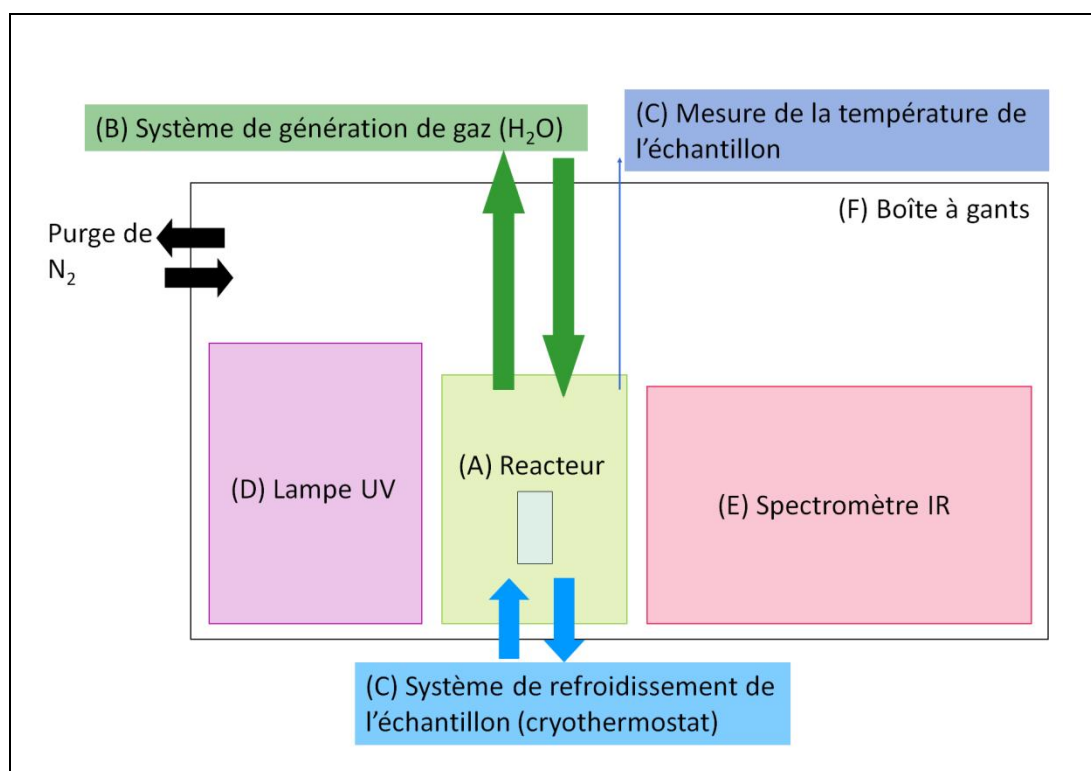 (B) Système de génération de gaz (H₂O)
(C) Mesure de la température de
l'échantillon
(F) Boîte à gants
Purge de
N₂
(D) Lampe UV
(A) Reacteur
(E) Spectromètre IR
(C) Système de refroidissement de
l'échantillon (cryothermostat)